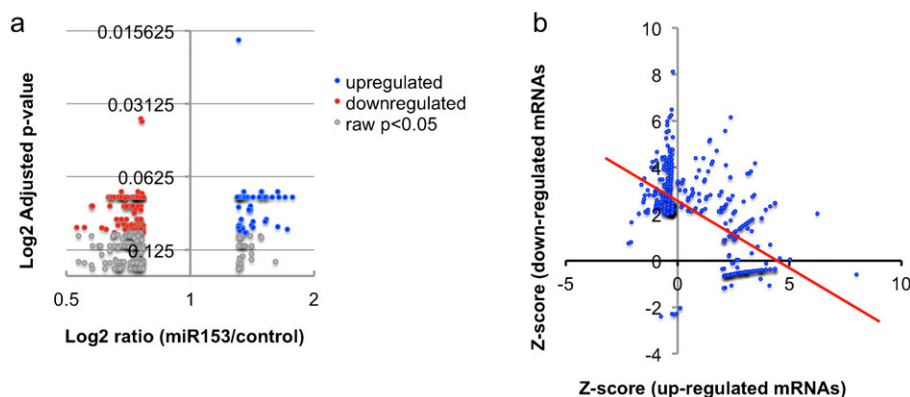 a
0.015625
0.03125
0.0625
0.125
Log2 Adjusted p-value
0.5
1
2
Log2 ratio (miR153/control)
upregulated
downregulated
raw p<0.05
b
10
8
6
4
2
0
-2
-4
Z-score (down-regulated mRNAs)
-5
0
5
10
Z-score (up-regulated mRNAs)